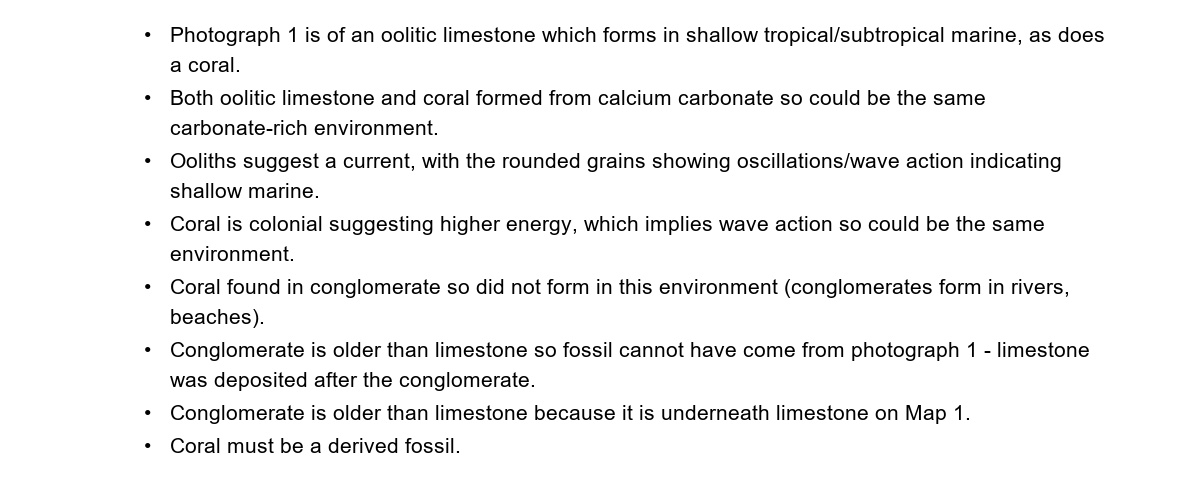 • Photograph 1 is of an oolitic limestone which forms in shallow tropical/subtropical marine, as does
a coral.
• Both oolitic limestone and coral formed from calcium carbonate so could be the same
carbonate-rich environment.
• Ooliths suggest a current, with the rounded grains showing oscillations/wave action indicating
shallow marine.
• Coral is colonial suggesting higher energy, which implies wave action so could be the same
environment.
• Coral found in conglomerate so did not form in this environment (conglomerates form in rivers,
beaches).
• Conglomerate is older than limestone so fossil cannot have come from photograph 1 - limestone
was deposited after the conglomerate.
• Conglomerate is older than limestone because it is underneath limestone on Map 1.
• Coral must be a derived fossil.